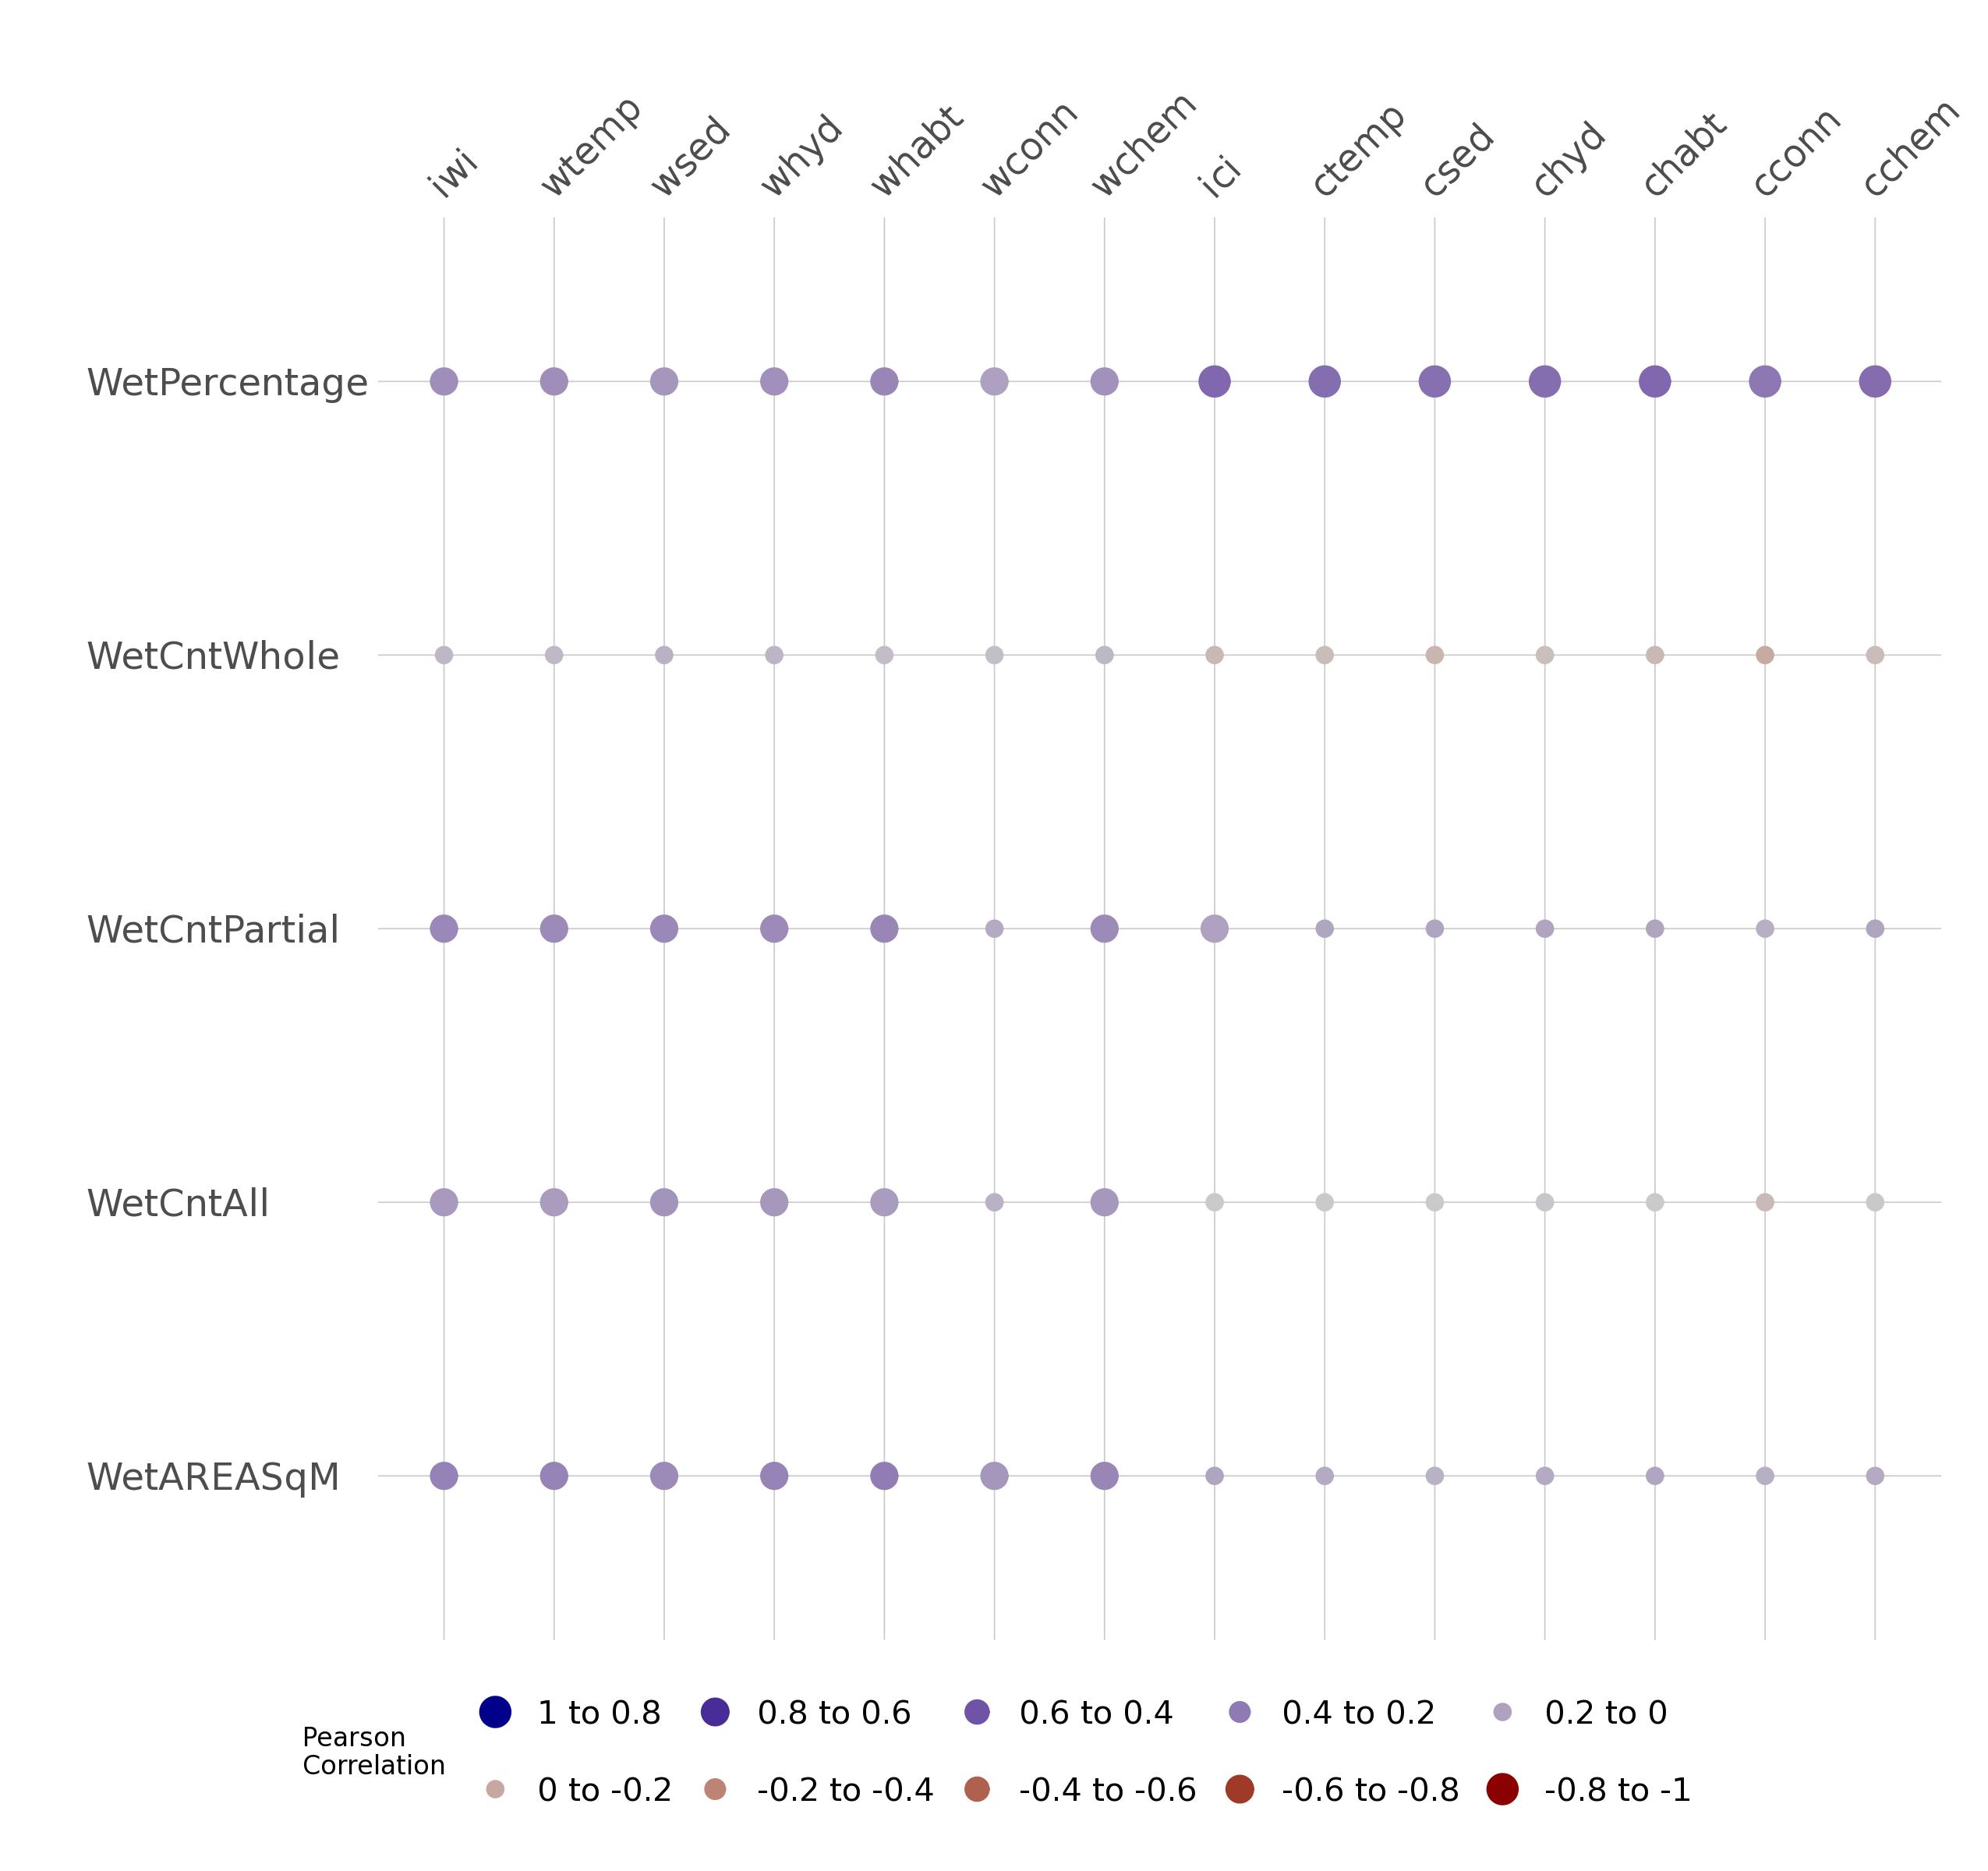 iwi wtemp wsed whyd whabt wconn wchem ici ctemp csed chyd chabt cconn cchem
WetPercentage
WetCntWhole
WetCntPartial
WetCntAll
WetAREASqM
Pearson
Correlation
1 to 0.8 0.8 to 0.6 0.6 to 0.4 0.4 to 0.2 0.2 to 0
0 to -0.2 -0.2 to -0.4 -0.4 to -0.6 -0.6 to -0.8 -0.8 to -1